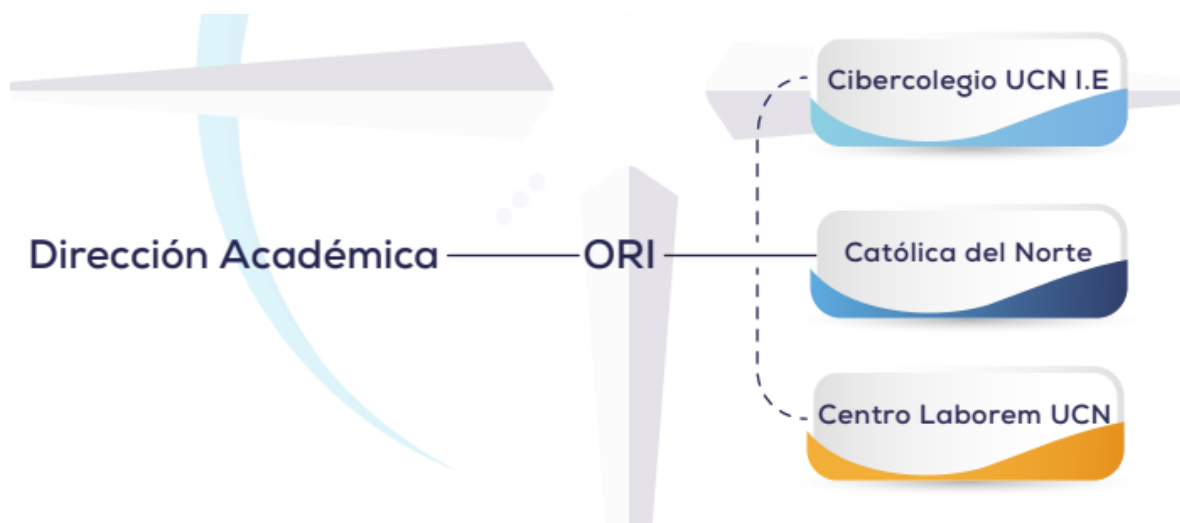 Cibercolegio UCN I.E
Dirección Académica
ORI
Católica del Norte
Centro Laborem UCN